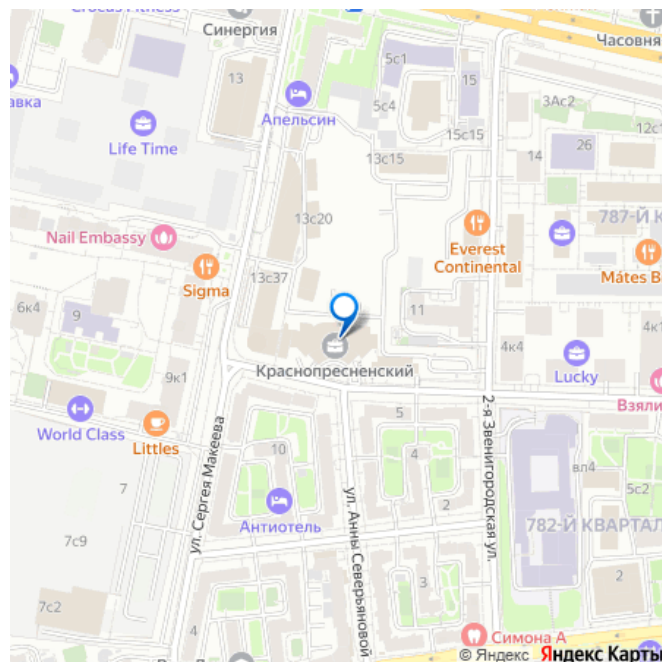 Crocus Fitness
Синергия
Часовня
13
5с1
15
авка
5с4
3Ас2
Апельсин
Life Time
15с15
12с
13с15
14
26
13с20
787-Й К
Nail Embassy
Everest
Continental
Sigma
13с37
Mátes B
6к4
9
11
4к4
Краснопресненский
9к1
Lucky
Взяли
World Class
Littles
ул. Сергея Макеева
5
2-я Звенигородская ул.
10
4
вл4
7
5с2
Антиотель
ул. Анны Северьяновой
2
782-Й КВАРТАЛ
7с9
3
2
7с2
Симона А
© Яндекс Яндекс Карты